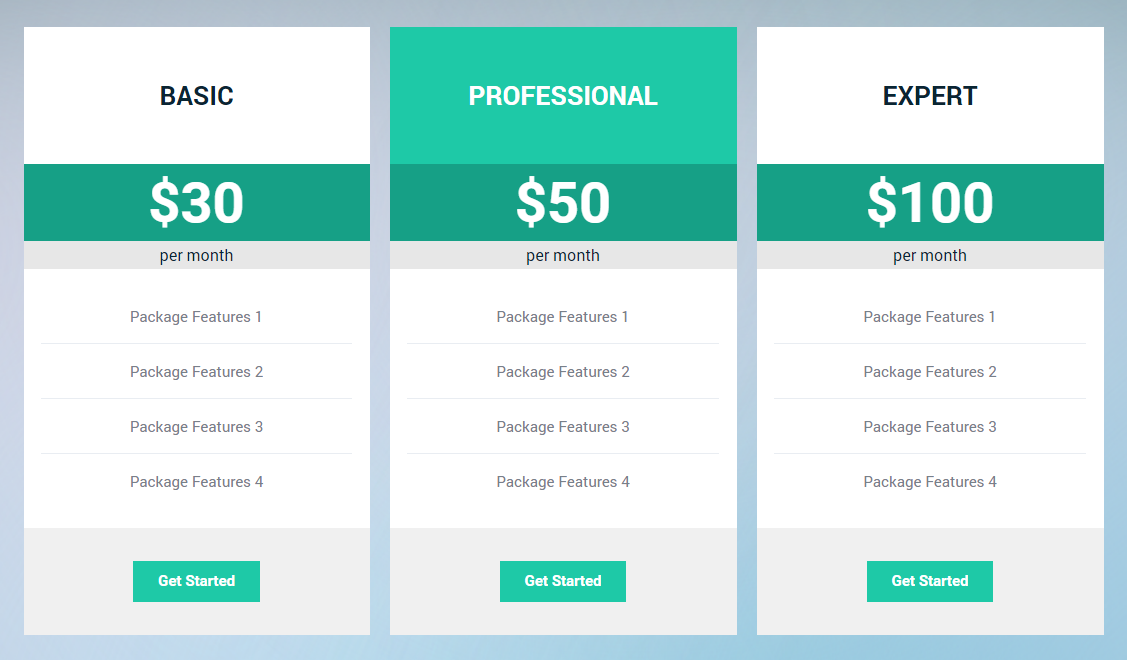 BASIC
$30
per month
Package Features 1
Package Features 2
Package Features 3
Package Features 4
Get Started
PROFESSIONAL
$50
per month
Package Features 1
Package Features 2
Package Features 3
Package Features 4
Get Started
EXPERT
$100
per month
Package Features 1
Package Features 2
Package Features 3
Package Features 4
Get Started